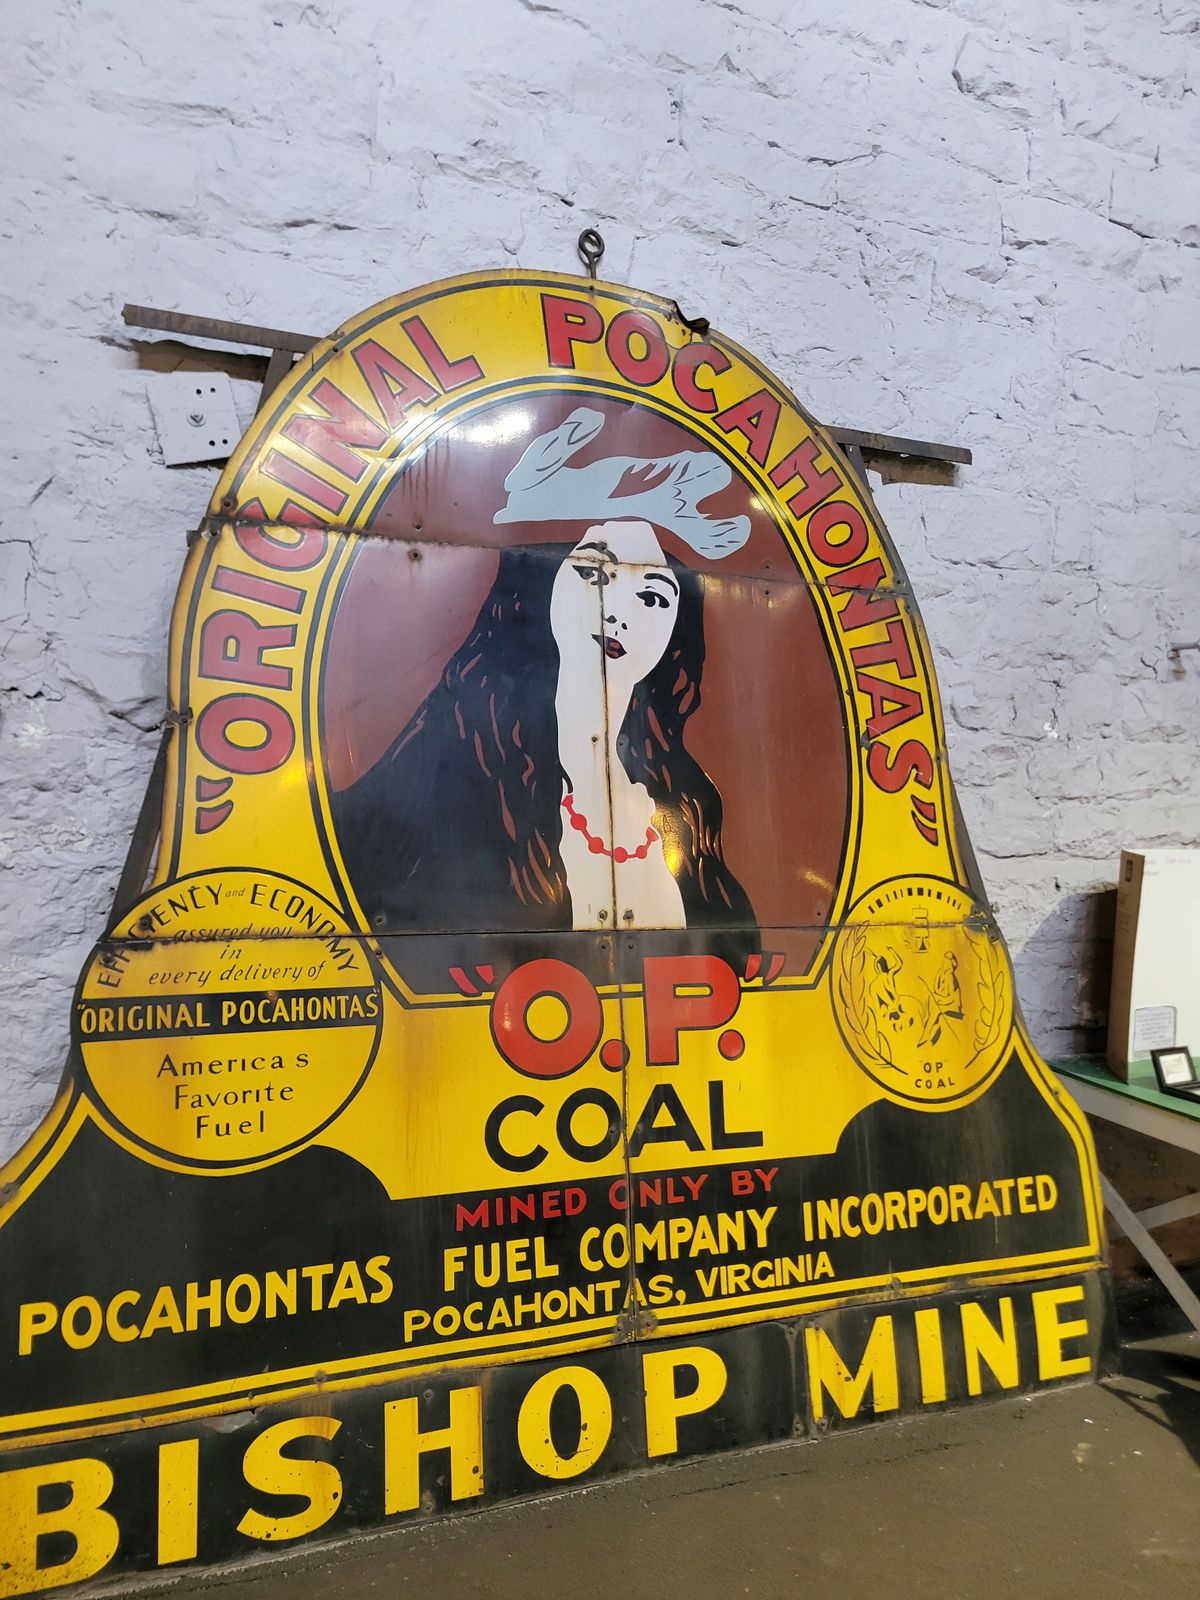 "ORIGINAL POCAHONTAS"
EFFICIENCY and ECONOMY
assured you
in
every delivery of
"ORIGINAL POCAHONTAS"
Americas
Favorite
Fuel
"O.P."
COAL
"OP"
COAL
MINED ONLY BY
POCAHONTAS FUEL COMPANY INCORPORATED
POCAHONTAS, VIRGINIA
BISHOP MINE